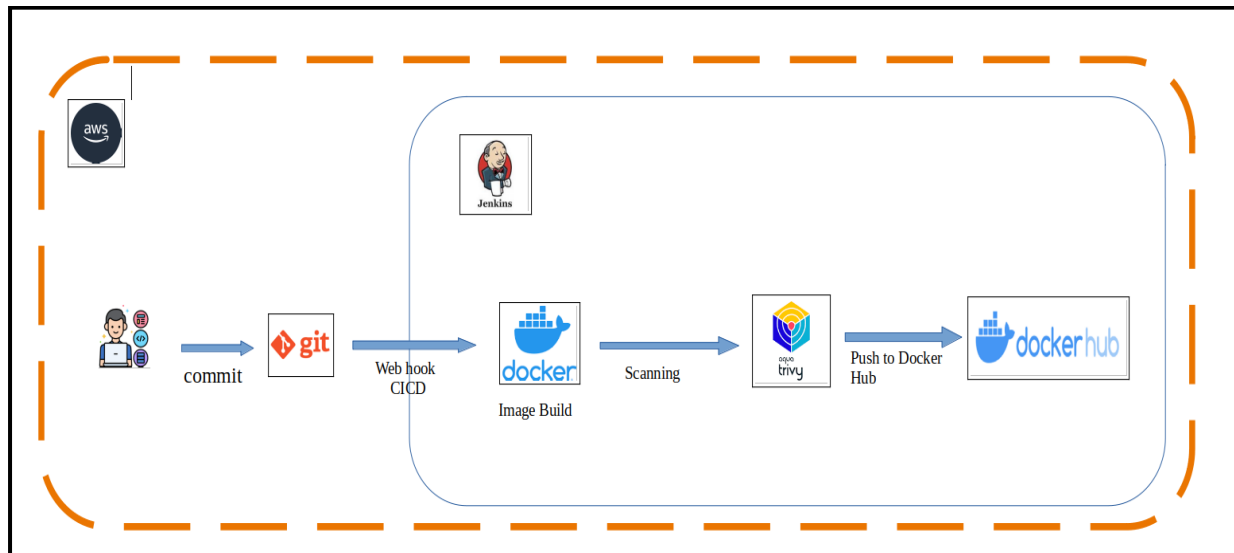 aws
Jenkins
git
docker
aqua
trivy
dockerhub
commit
Web hook
CICD
Scanning
Push to Docker
Hub
Image Build